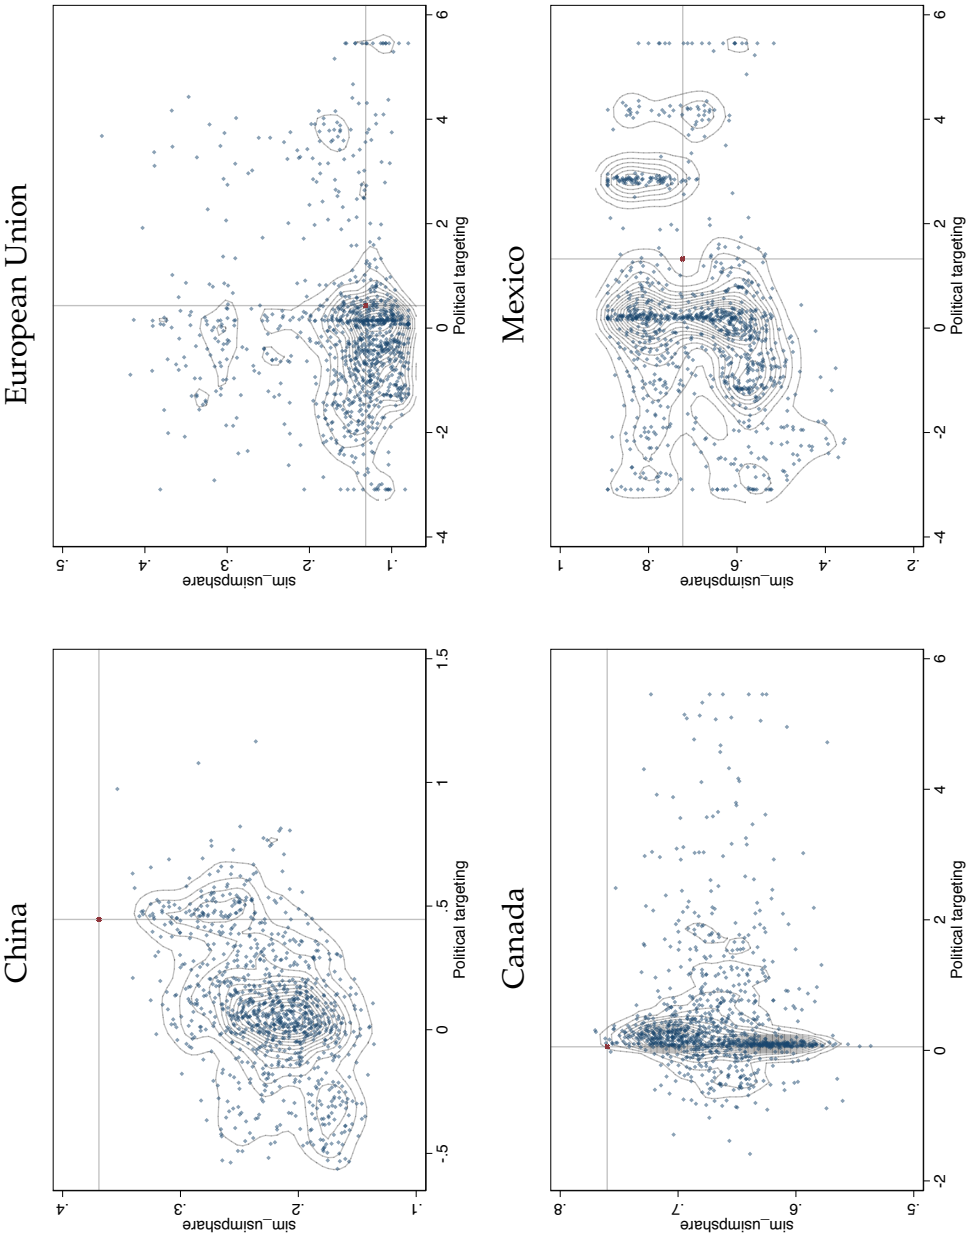 China
European Union
sim_usimpshare
.1 .2 .3 .4
-.5 0 .5 1 1.5
Political targeting
sim_usimpshare
.1 .2 .3 .4 .5
-4 -2 0 2 4 6
Political targeting
Canada
Mexico
sim_usimpshare
.5 .6 .7 .8
-2 0 2 4 6
Political targeting
sim_usimpshare
.2 .4 .6 .8 1
-4 -2 0 2 4 6
Political targeting